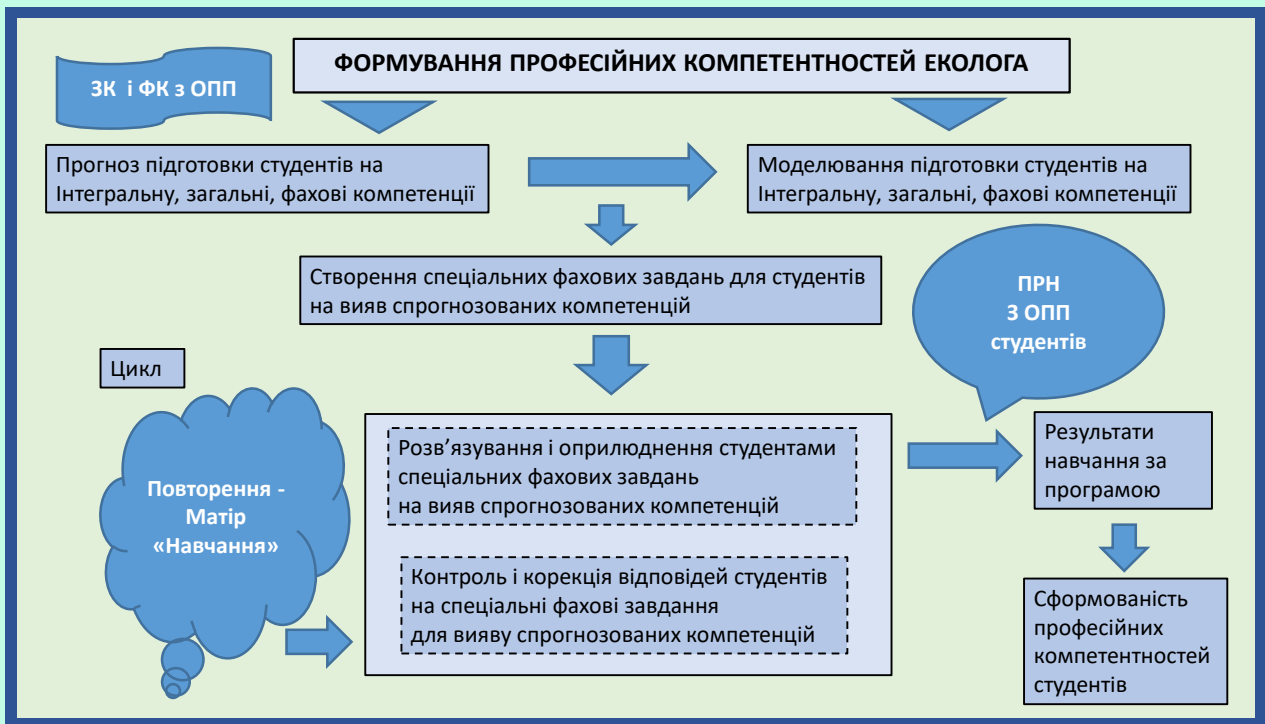 ФОРМУВАННЯ ПРОФЕСІЙНИХ КОМПЕТЕНТНОСТЕЙ ЕКОЛОГА
ЗК і ФК з ОПП
Прогноз підготовки студентів на
Інтегральну, загальні, фахові компетенції
Моделювання підготовки студентів на
Інтегральну, загальні, фахові компетенції
Створення спеціальних фахових завдань для студентів
на вияв спрогнозованих компетенцій
ПРН
З ОПП
студентів
Цикл
Повторення -
Матір
«Навчання»
Розв’язування і оприлюднення студентами
спеціальних фахових завдань
на вияв спрогнозованих компетенцій
Контроль і корекція відповідей студентів
на спеціальні фахові завдання
для вияву спрогнозованих компетенцій
Результати
навчання за
програмою
Сформованість
професійних
компетентностей
студентів